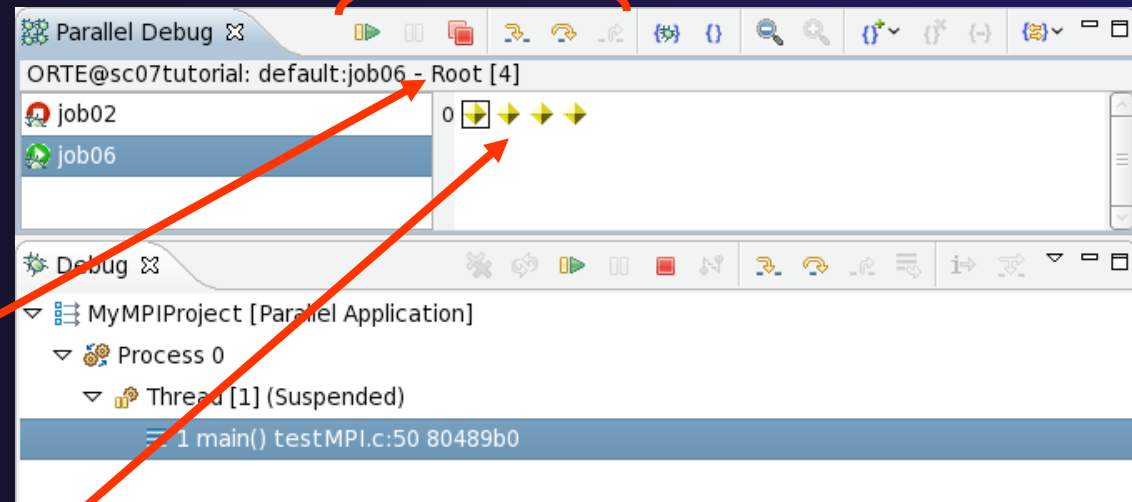 Parallel Debug
ORTE@sc07tutorial: default:job06 - Root [4]
job02
0
job06
Debug
MyMPIProject [Parallel Application]
Process 0
Thread [1] (Suspended)
1 main() testMPI.c:50 80489b0